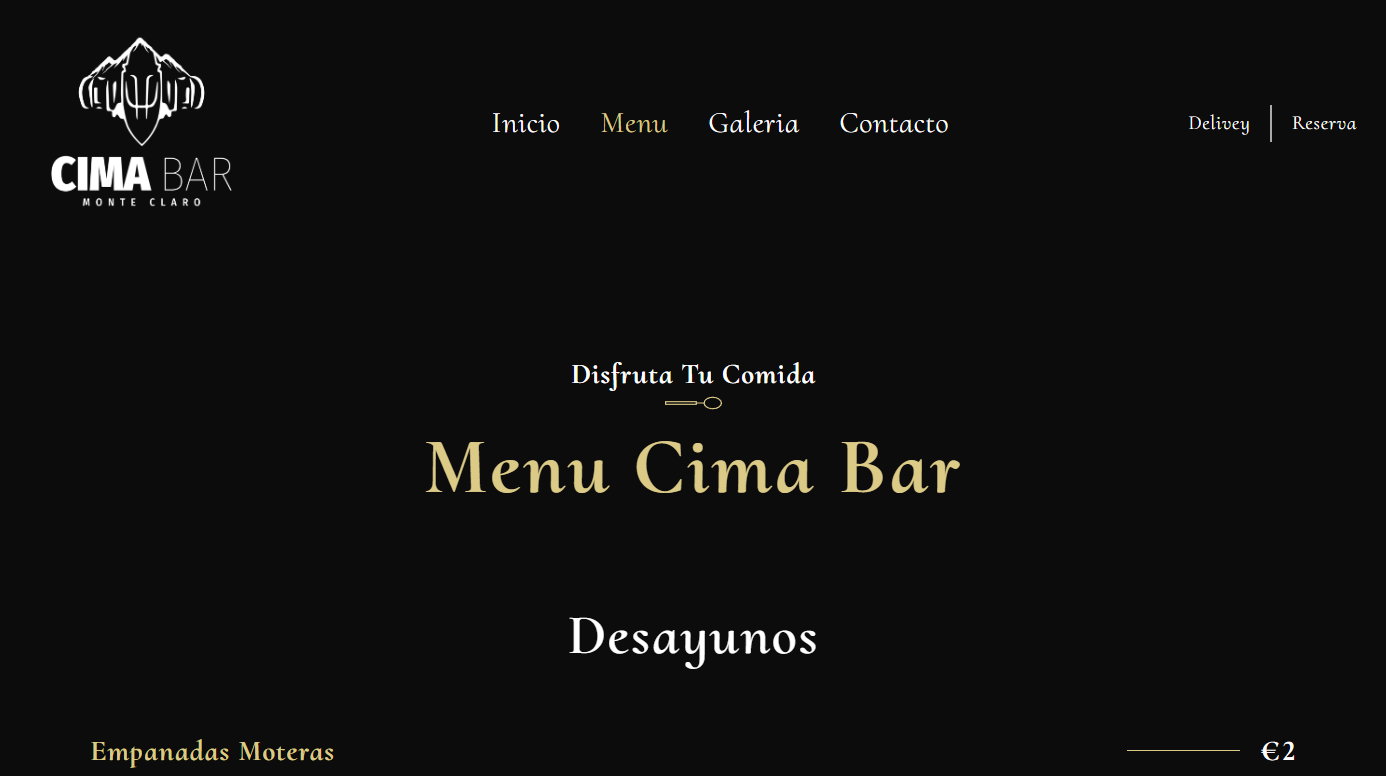 CIMA BAR
MONTE CLARO
Inicio Menu Galeria Contacto
Delivey Reserva
Disfruta Tu Comida
Menu Cima Bar
Desayunos
Empanadas Moteras €2